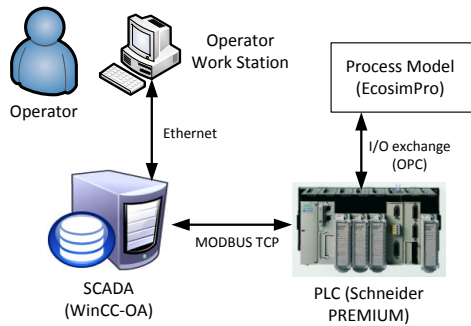 Operator
Operator
Work Station
Process Model
(EcosimPro)
Ethernet
I/O exchange
(OPC)
MODBUS TCP
SCADA
(WinCC-OA)
PLC (Schneider
PREMIUM)